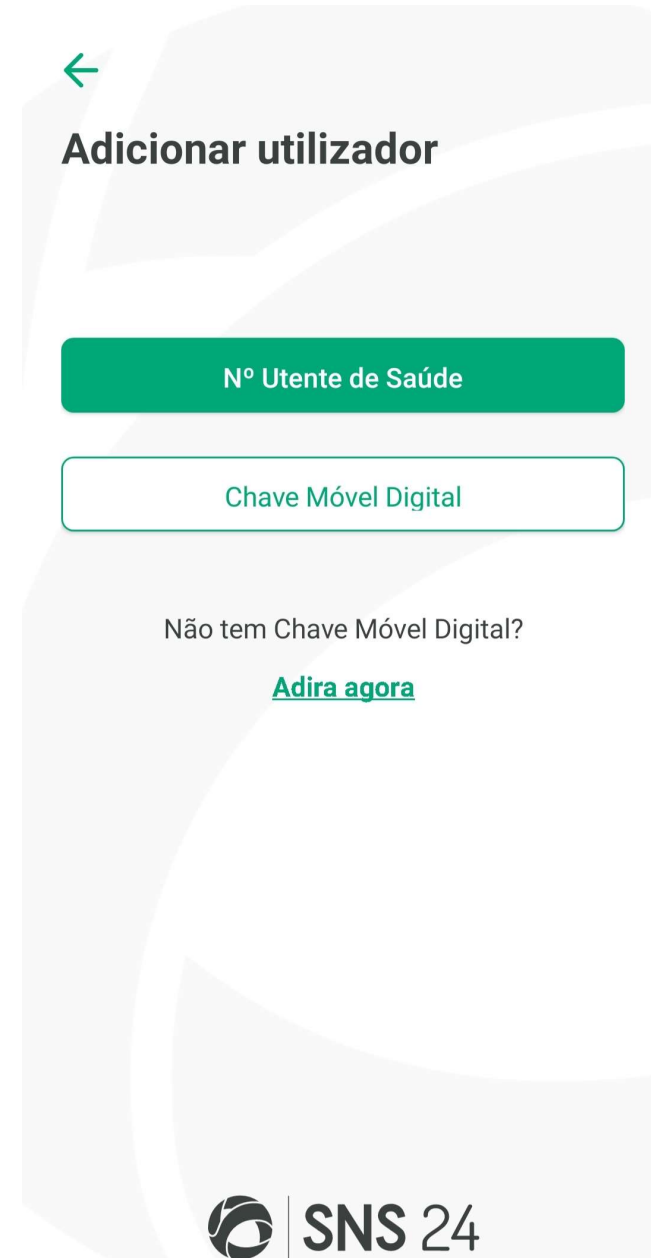 Adicionar utilizador
Nº Utente de Saúde
Chave Móvel Digital
Não tem Chave Móvel Digital?
Adira agora
SNS 24